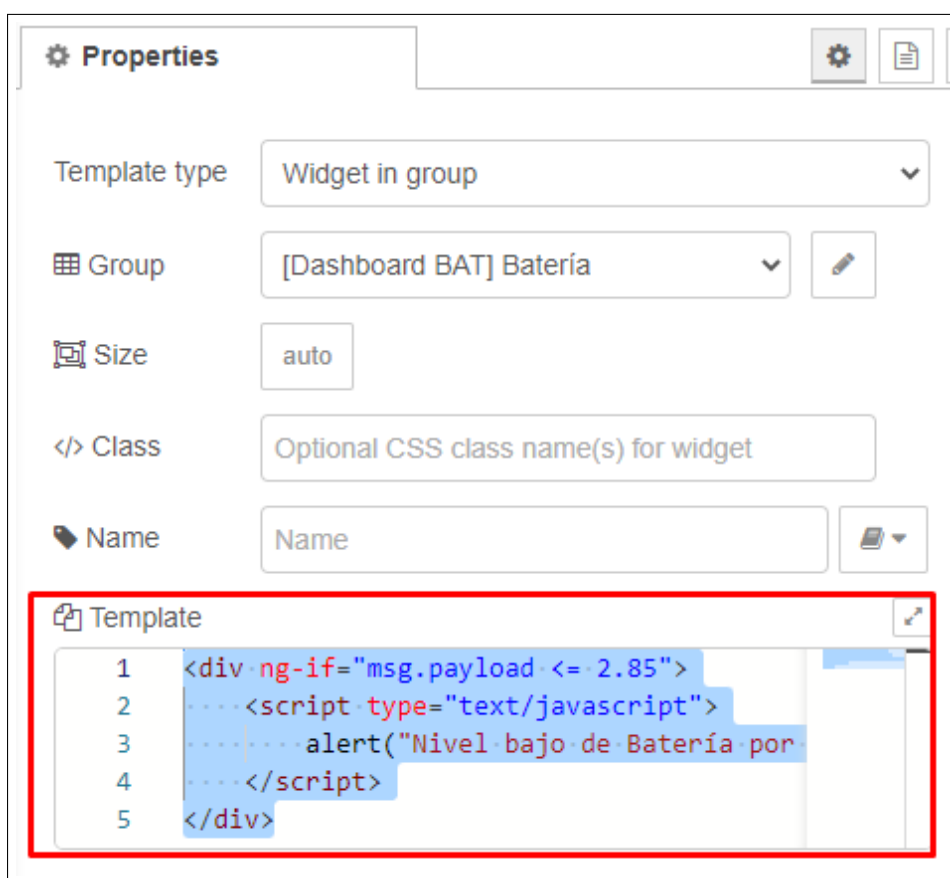 Properties
Template type Widget in group
Group [Dashboard BAT] Batería
Size auto
</> Class Optional CSS class name(s) for widget
Name Name
Template
1 <div ng-if="msg.payload <= 2.85">
2 <script type="text/javascript">
3 alert("Nivel bajo de Batería por
4 </script>
5 </div>